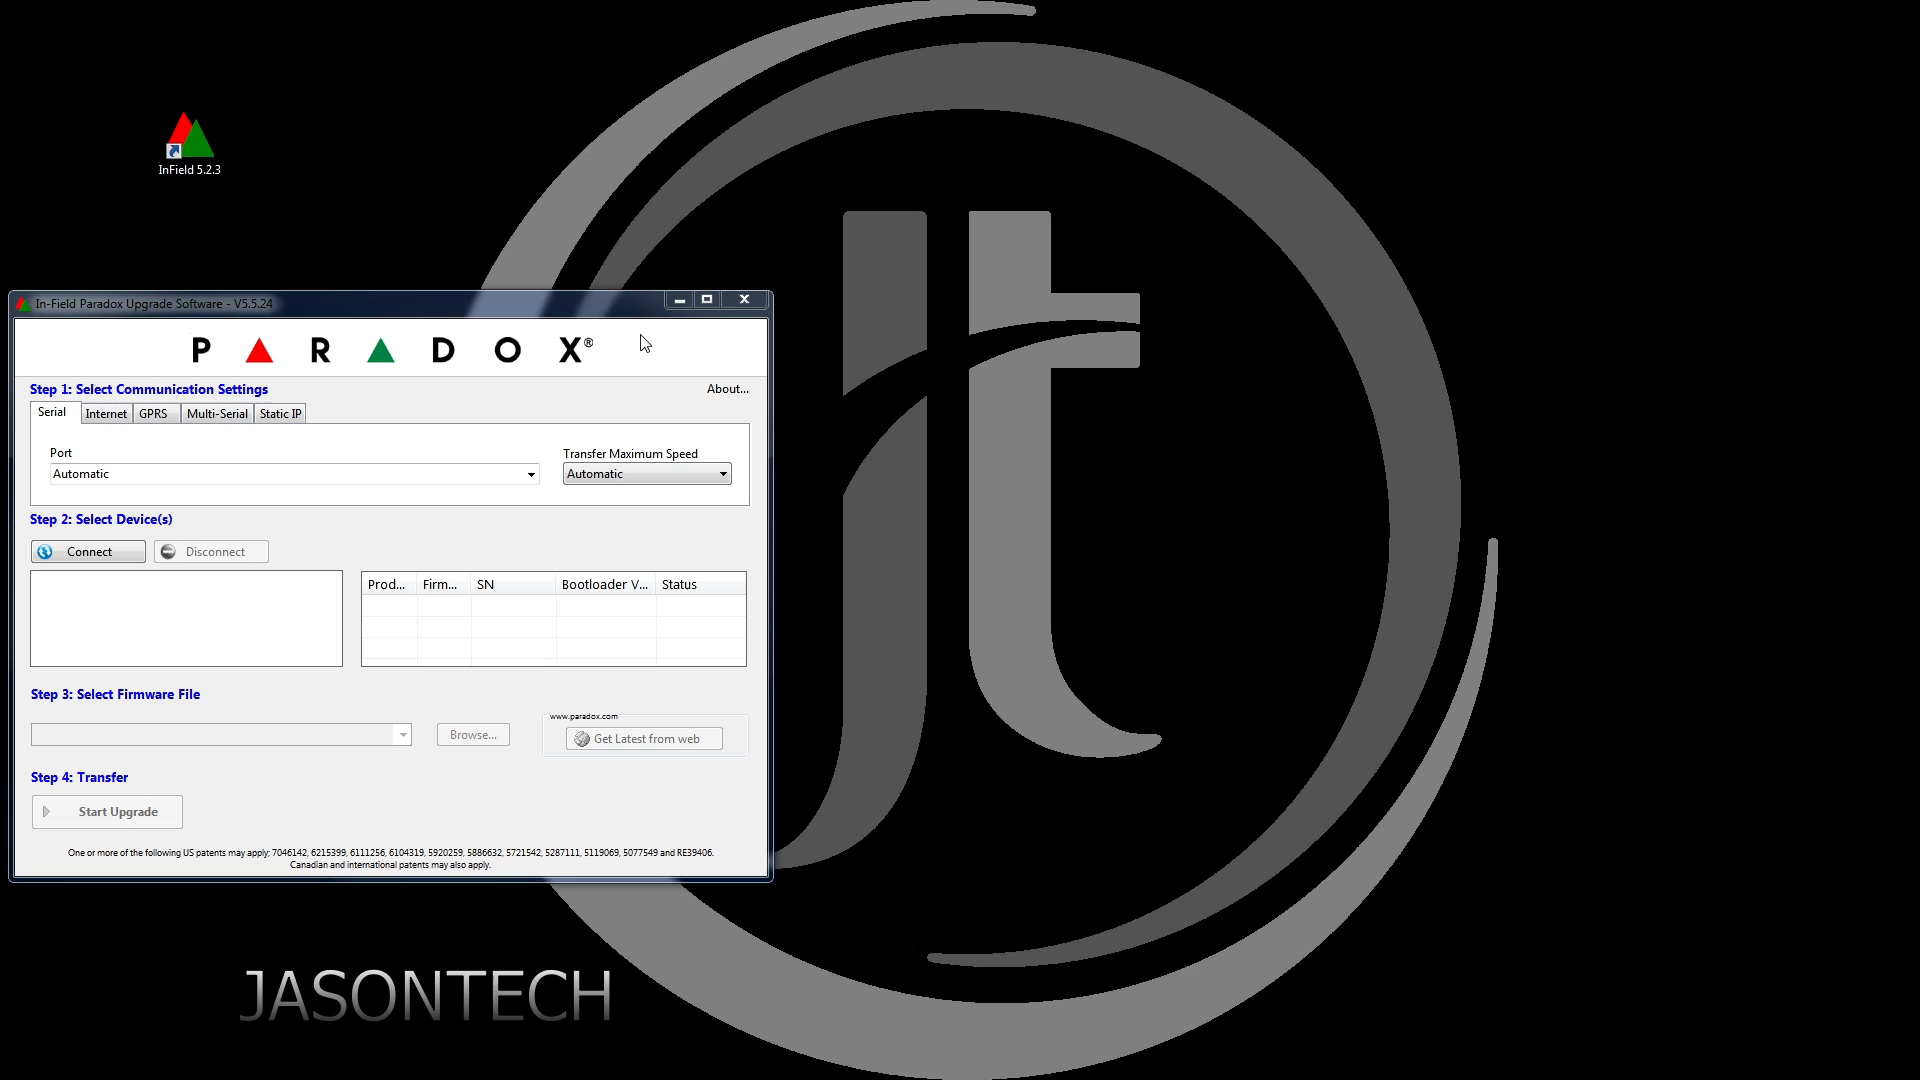 InField 5.2.3
In-Field Paradox Upgrade Software - V5.5.24
PARADOX®
Step 1: Select Communication Settings
About...
Serial Internet GPRS Multi-Serial Static IP
Port
Transfer Maximum Speed
Automatic
Automatic
Step 2: Select Device(s)
Connect Disconnect
Prod... Firm... SN Bootloader V... Status
Step 3: Select Firmware File
www.paradox.com
Browse... Get Latest from web
Step 4: Transfer
Start Upgrade
One or more of the following US patents may apply; 7046142, 6215399, 6111256, 6104319, 5920259, 5886632, 5721542, 5287111, 5119069, 5077549 and RE39406.
Canadian and international patents may also apply.
jt
JASONTECH